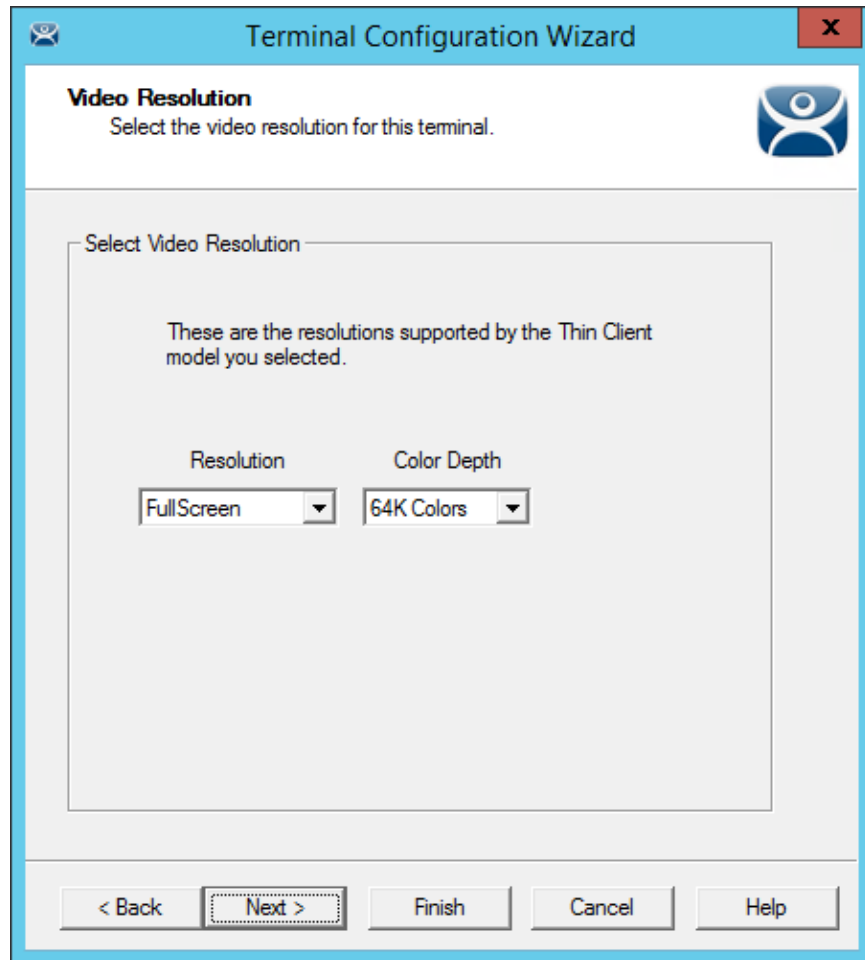 Terminal Configuration Wizard
x
Video Resolution
Select the video resolution for this terminal.
Select Video Resolution
These are the resolutions supported by the Thin Client
model you selected.
Resolution Color Depth
FullScreen 64K Colors
< Back Next > Finish Cancel Help